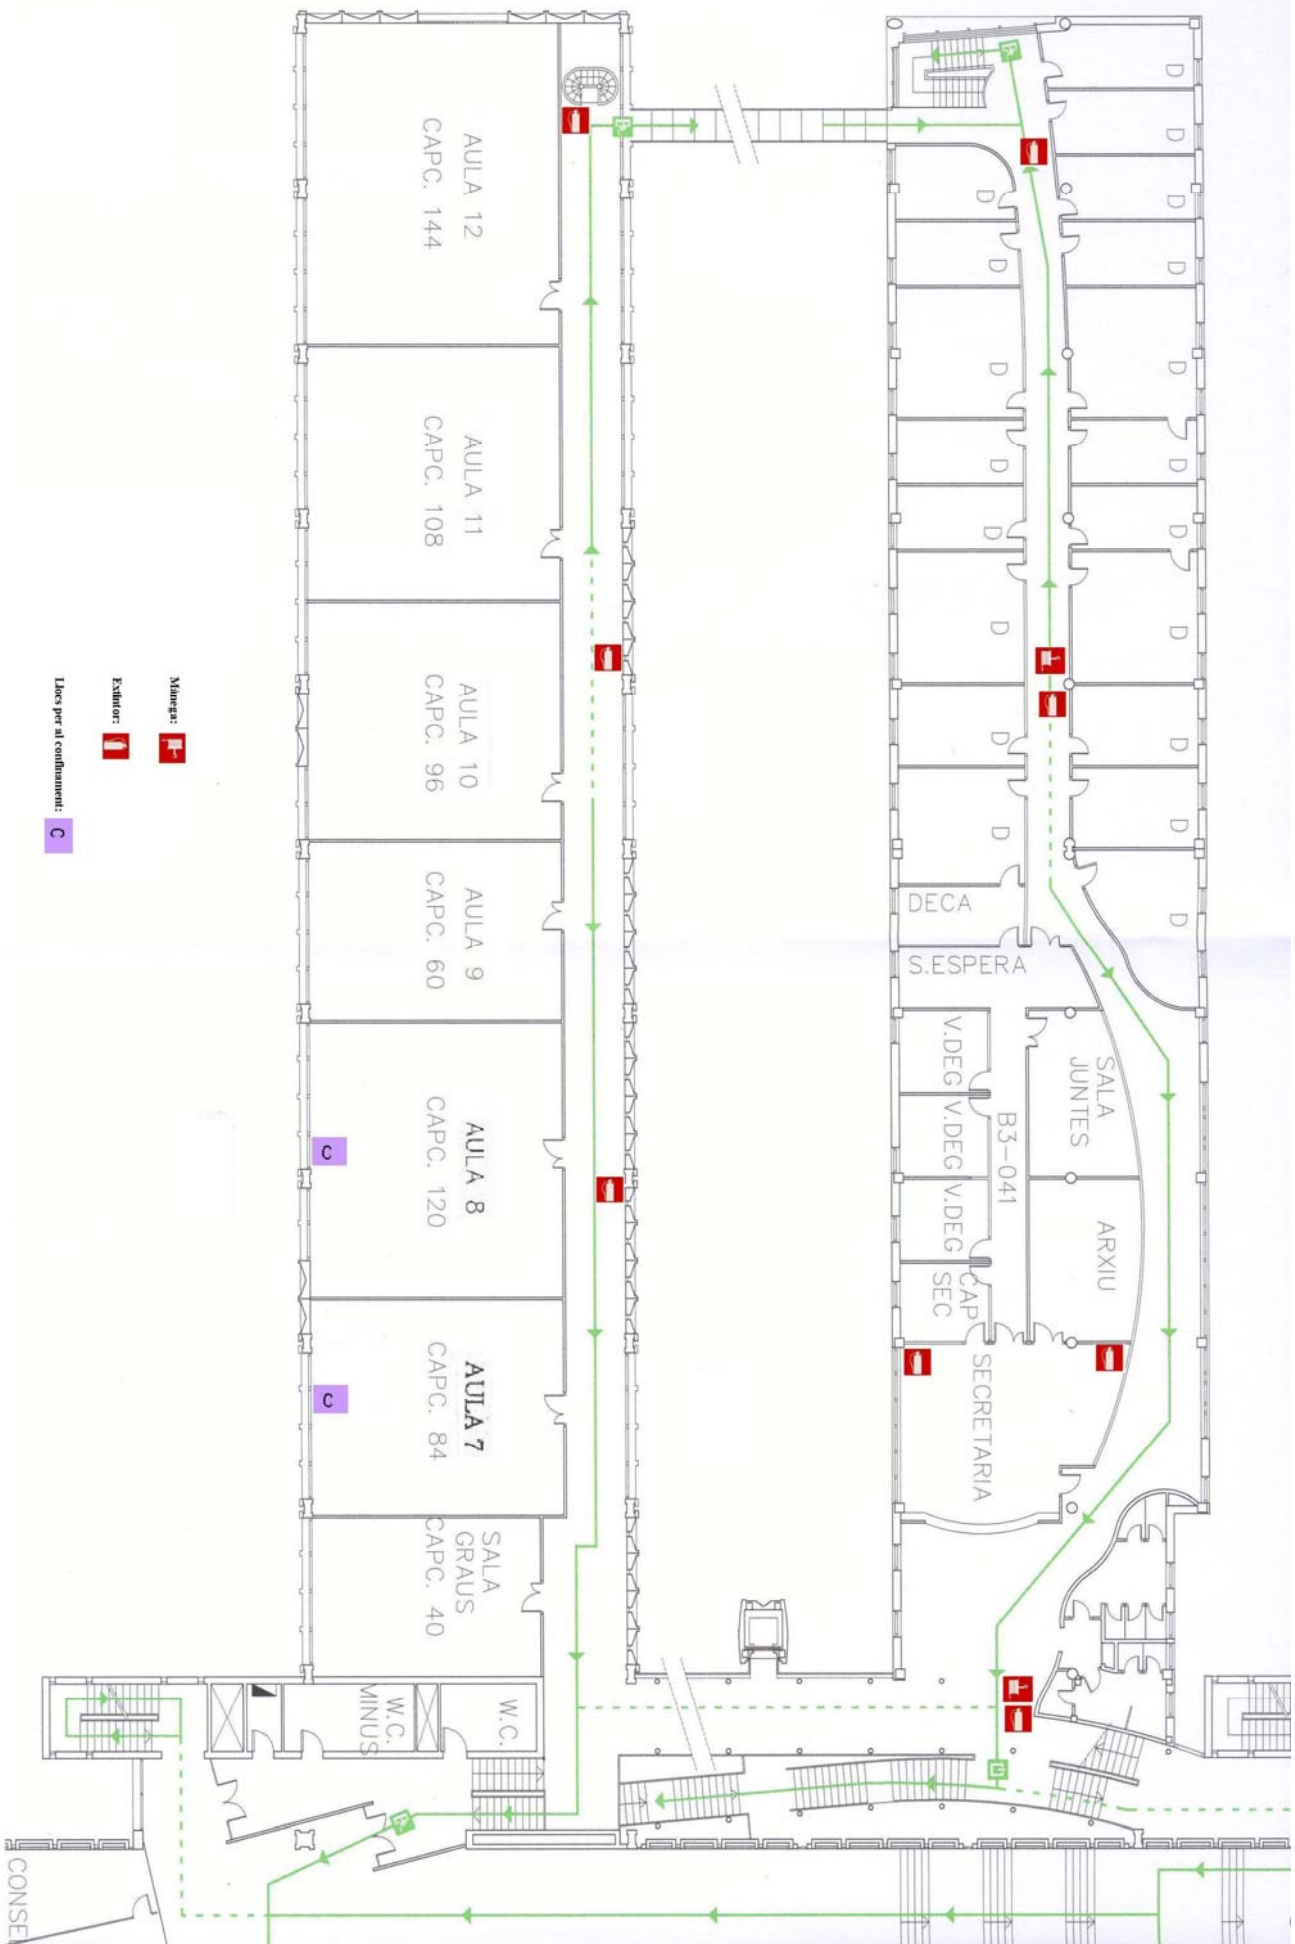 AULA 12
CAPC. 144
AULA 11
CAPC. 108
AULA 10
CAPC. 96
AULA 9
CAPC. 60
AULA 8
CAPC. 120
C
AULA 7
CAPC. 84
C
SALA
GRAUS
CAPC. 40
W.C.
W.C.
MINUS
CONSE
DECA
S.ESPERA
V.DEG
V.DEG
V.DEG
CAP
SEC
B3-041
SALA
JUNTES
ARXIU
SECRETARIA
Mànega:
Extintor:
Llocs per al confinament:
C